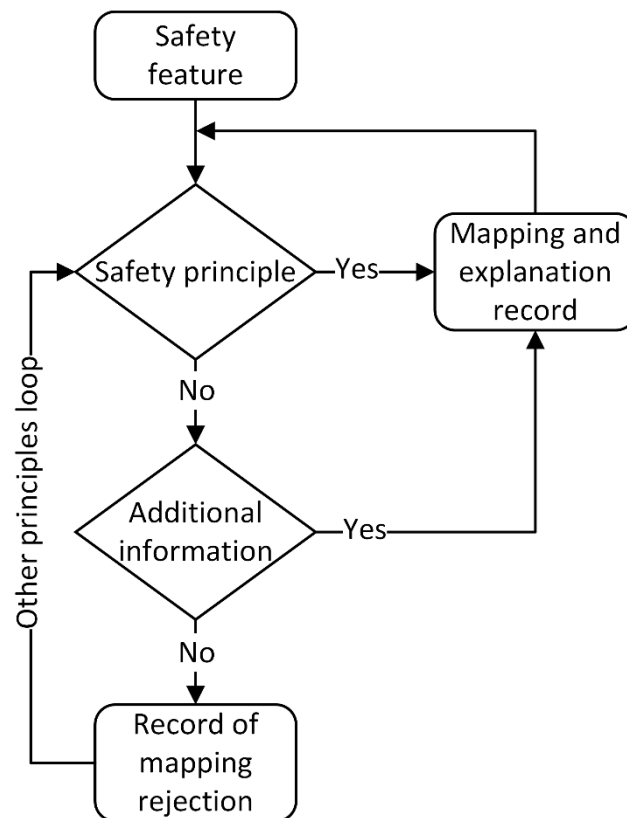 Safety
feature
Safety principle
Yes
Mapping and
explanation
record
No
Other principles loop
Additional
information
Yes
No
Record of
mapping
rejection